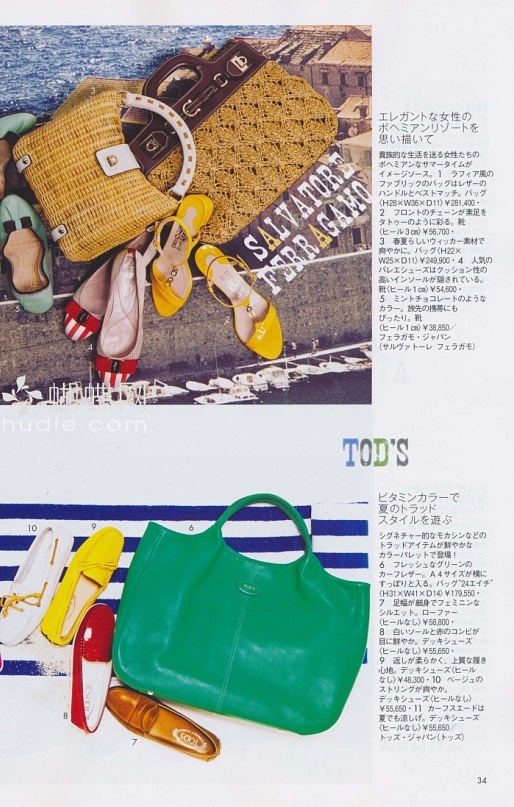 SALVATORE
FERRAGAMO
3
5
hudie.com
エレガントな女性の
ボヘミアンリゾートを
思い描いて
貴族的な生活を送る女性たちの
ボヘミアンなサマータイムが
イメージソース。1 ラフィア風の
ファブリックのバッグはレザーの
ハンドルとベストマッチ。バッグ
〈H28×W36×D11〉¥281,400・
2 フロントのチェーンが素足を
タトゥーのように彩る。靴
〈ヒール3㎝〉¥56,700・
3 春夏らしいウィッカー素材で
爽やかに。バッグ〈H22×
W25×D11〉¥249,900・4 人気の
バレエシューズはクッション性の
高いインソールが隠されている。
靴〈ヒール1㎝〉¥54,600・
5 ミントチョコレートのような
カラー。旅先の携帯にも
ぴったり。靴
〈ヒール1㎝〉¥38,850/
フェラガモ・ジャパン
(サルヴァトーレ フェラガモ)
TOD'S
ビタミンカラーで
夏のトラッド
スタイルを遊ぶ
シグネチャー的なモカシンなどの
トラッドアイテムが鮮やかな
カラーパレットで登場!
6 フレッシュなグリーンの
カーフレザー。A4サイズが横に
すっぽりと入る。バッグ"24エイチ"
〈H31×W41×D14〉¥179,550・
7 足幅が細身でフェミニンな
シルエット。ローファー
〈ヒールなし〉¥58,800・
8 白いソールと赤のコンビが
目に鮮やか。デッキシューズ
〈ヒールなし〉¥55,650・
9 返しが柔らかく、上質な履き
心地。デッキシューズ〈ヒール
なし〉¥48,300・10 ベージュの
ストリングが爽やか。
デッキシューズ〈ヒールなし〉
¥55,650・11 カーフスエードは
夏でも涼しげ。デッキシューズ
〈ヒールなし〉¥55,650/
トッズ・ジャパン(トッズ)
10
9
6
8
7
TOD'S
TOD'S
34